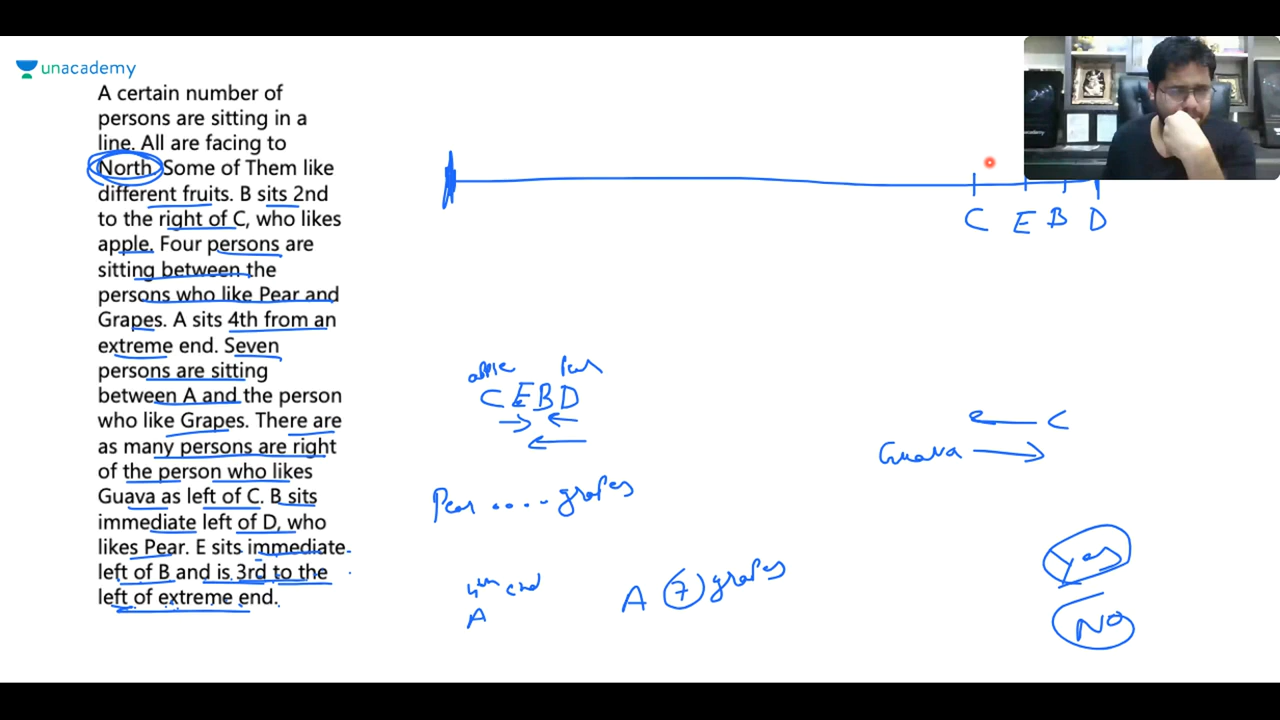 unacademy
A certain number of
persons are sitting in a
line. All are facing to
North. Some of Them like
different fruits. B sits 2nd
to the right of C, who likes
apple. Four persons are
sitting between the
persons who like Pear and
Grapes. A sits 4th from an
extreme end. Seven
persons are sitting
between A and the person
who like Grapes. There are
as many persons are right
of the person who likes
Guava as left of C. B sits
immediate left of D, who
likes Pear. E sits immediate
left of B and is 3rd to the
left of extreme end.
C E B D
apple Pear
C E B D
Pear .... grapes
4th end
A
A 7 grapes
C
Guava
Yes
No